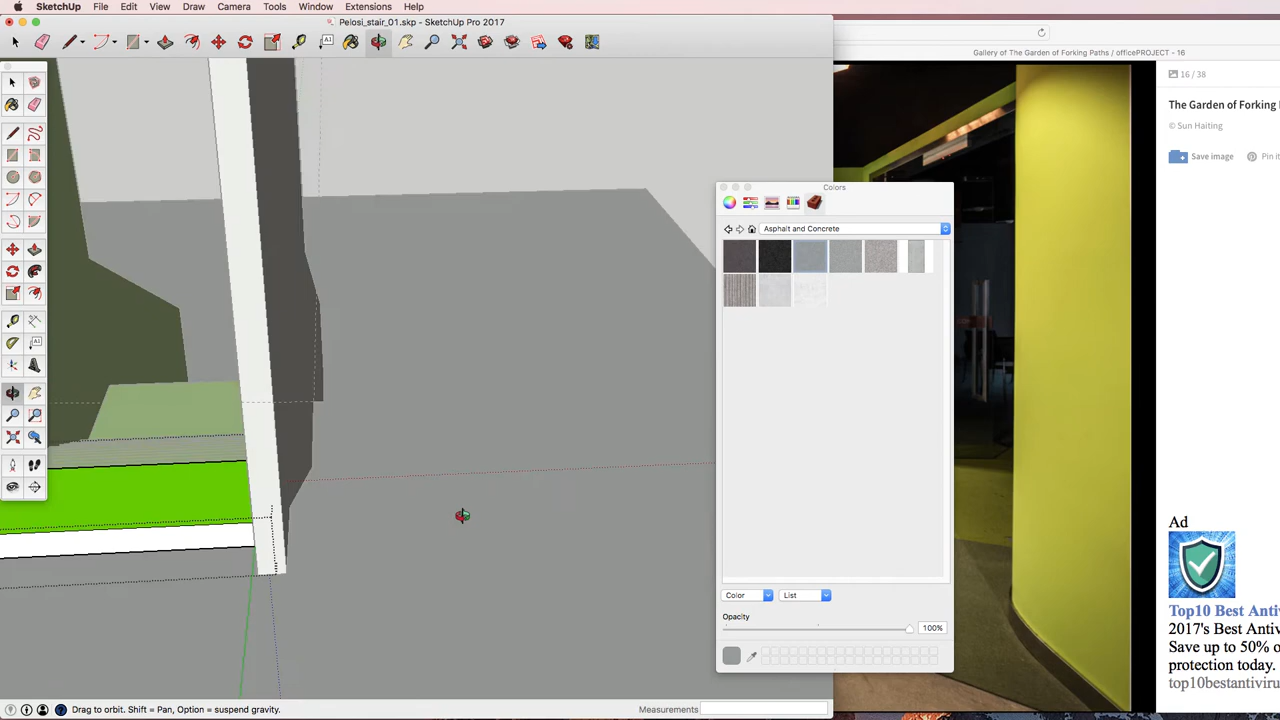 SketchUp File Edit View Draw Camera Tools Window Extensions Help
Pelosi_stair_01.skp - SketchUp Pro 2017
Gallery of The Garden of Forking Paths / officePROJECT - 16
16 / 38
The Garden of Forking
© Sun Haiting
Save image Pin i
Colors
Asphalt and Concrete
Color List
Opacity
100%
Ad
Top10 Best Anti
2017's Best Antiv
Save up to 50% o
protection today.
top10bestantiviru
Drag to orbit. Shift = Pan, Option = suspend gravity.
Measurements